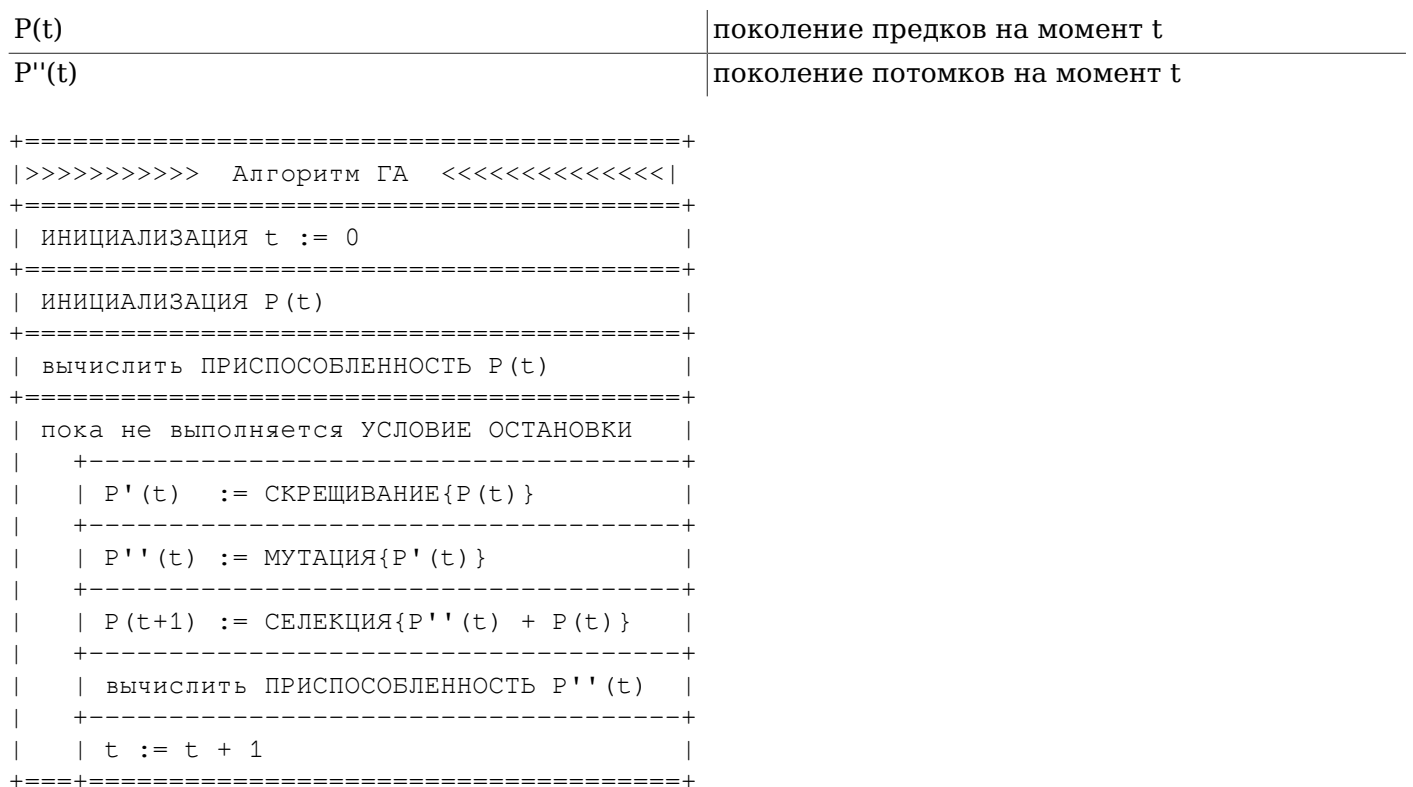 P(t) поколение предков на момент t
P''(t) поколение потомков на момент t
+=========================================+
|>>>>>>>>>>> Алгоритм ГА <<<<<<<<<<<<<<|
+=========================================+
| ИНИЦИАЛИЗАЦИЯ t := 0 |
+=========================================+
| ИНИЦИАЛИЗАЦИЯ P(t) |
+=========================================+
| вычислить ПРИСПОСОБЛЕННОСТЬ P(t) |
+=========================================+
| пока не выполняется УСЛОВИЕ ОСТАНОВКИ |
| +-------------------------------------+
| | P'(t) := СКРЕЩИВАНИЕ{P(t)} |
| +-------------------------------------+
| | P''(t) := МУТАЦИЯ{P'(t)} |
| +-------------------------------------+
| | P(t+1) := СЕЛЕКЦИЯ{P''(t) + P(t)} |
| +-------------------------------------+
| | вычислить ПРИСПОСОБЛЕННОСТЬ P''(t) |
| +-------------------------------------+
| | t := t + 1 |
+===+=====================================+